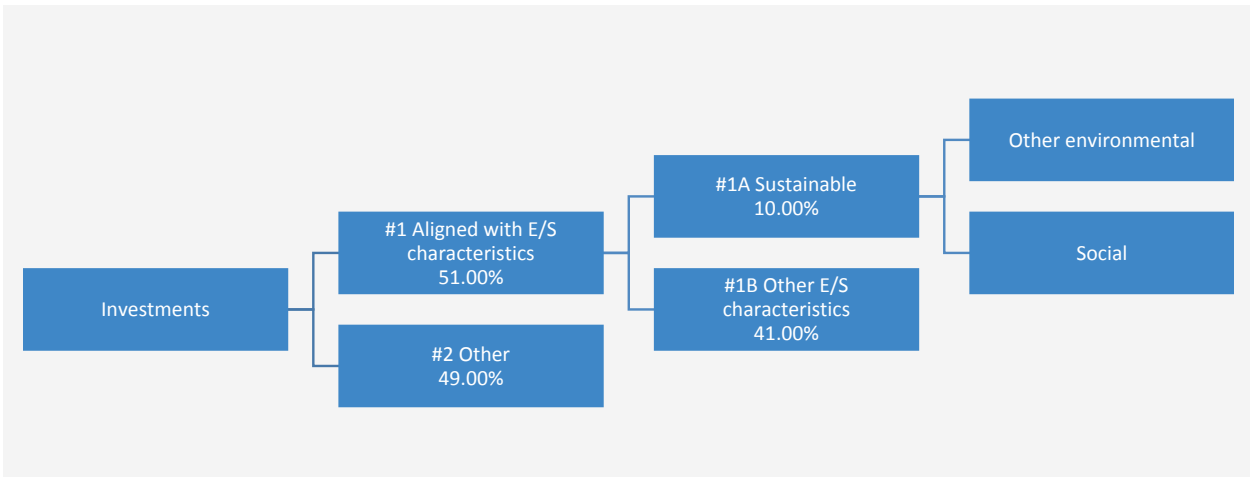 Investments
#1 Aligned with E/S
characteristics
51.00%
#2 Other
49.00%
#1A Sustainable
10.00%
#1B Other E/S
characteristics
41.00%
Other environmental
Social